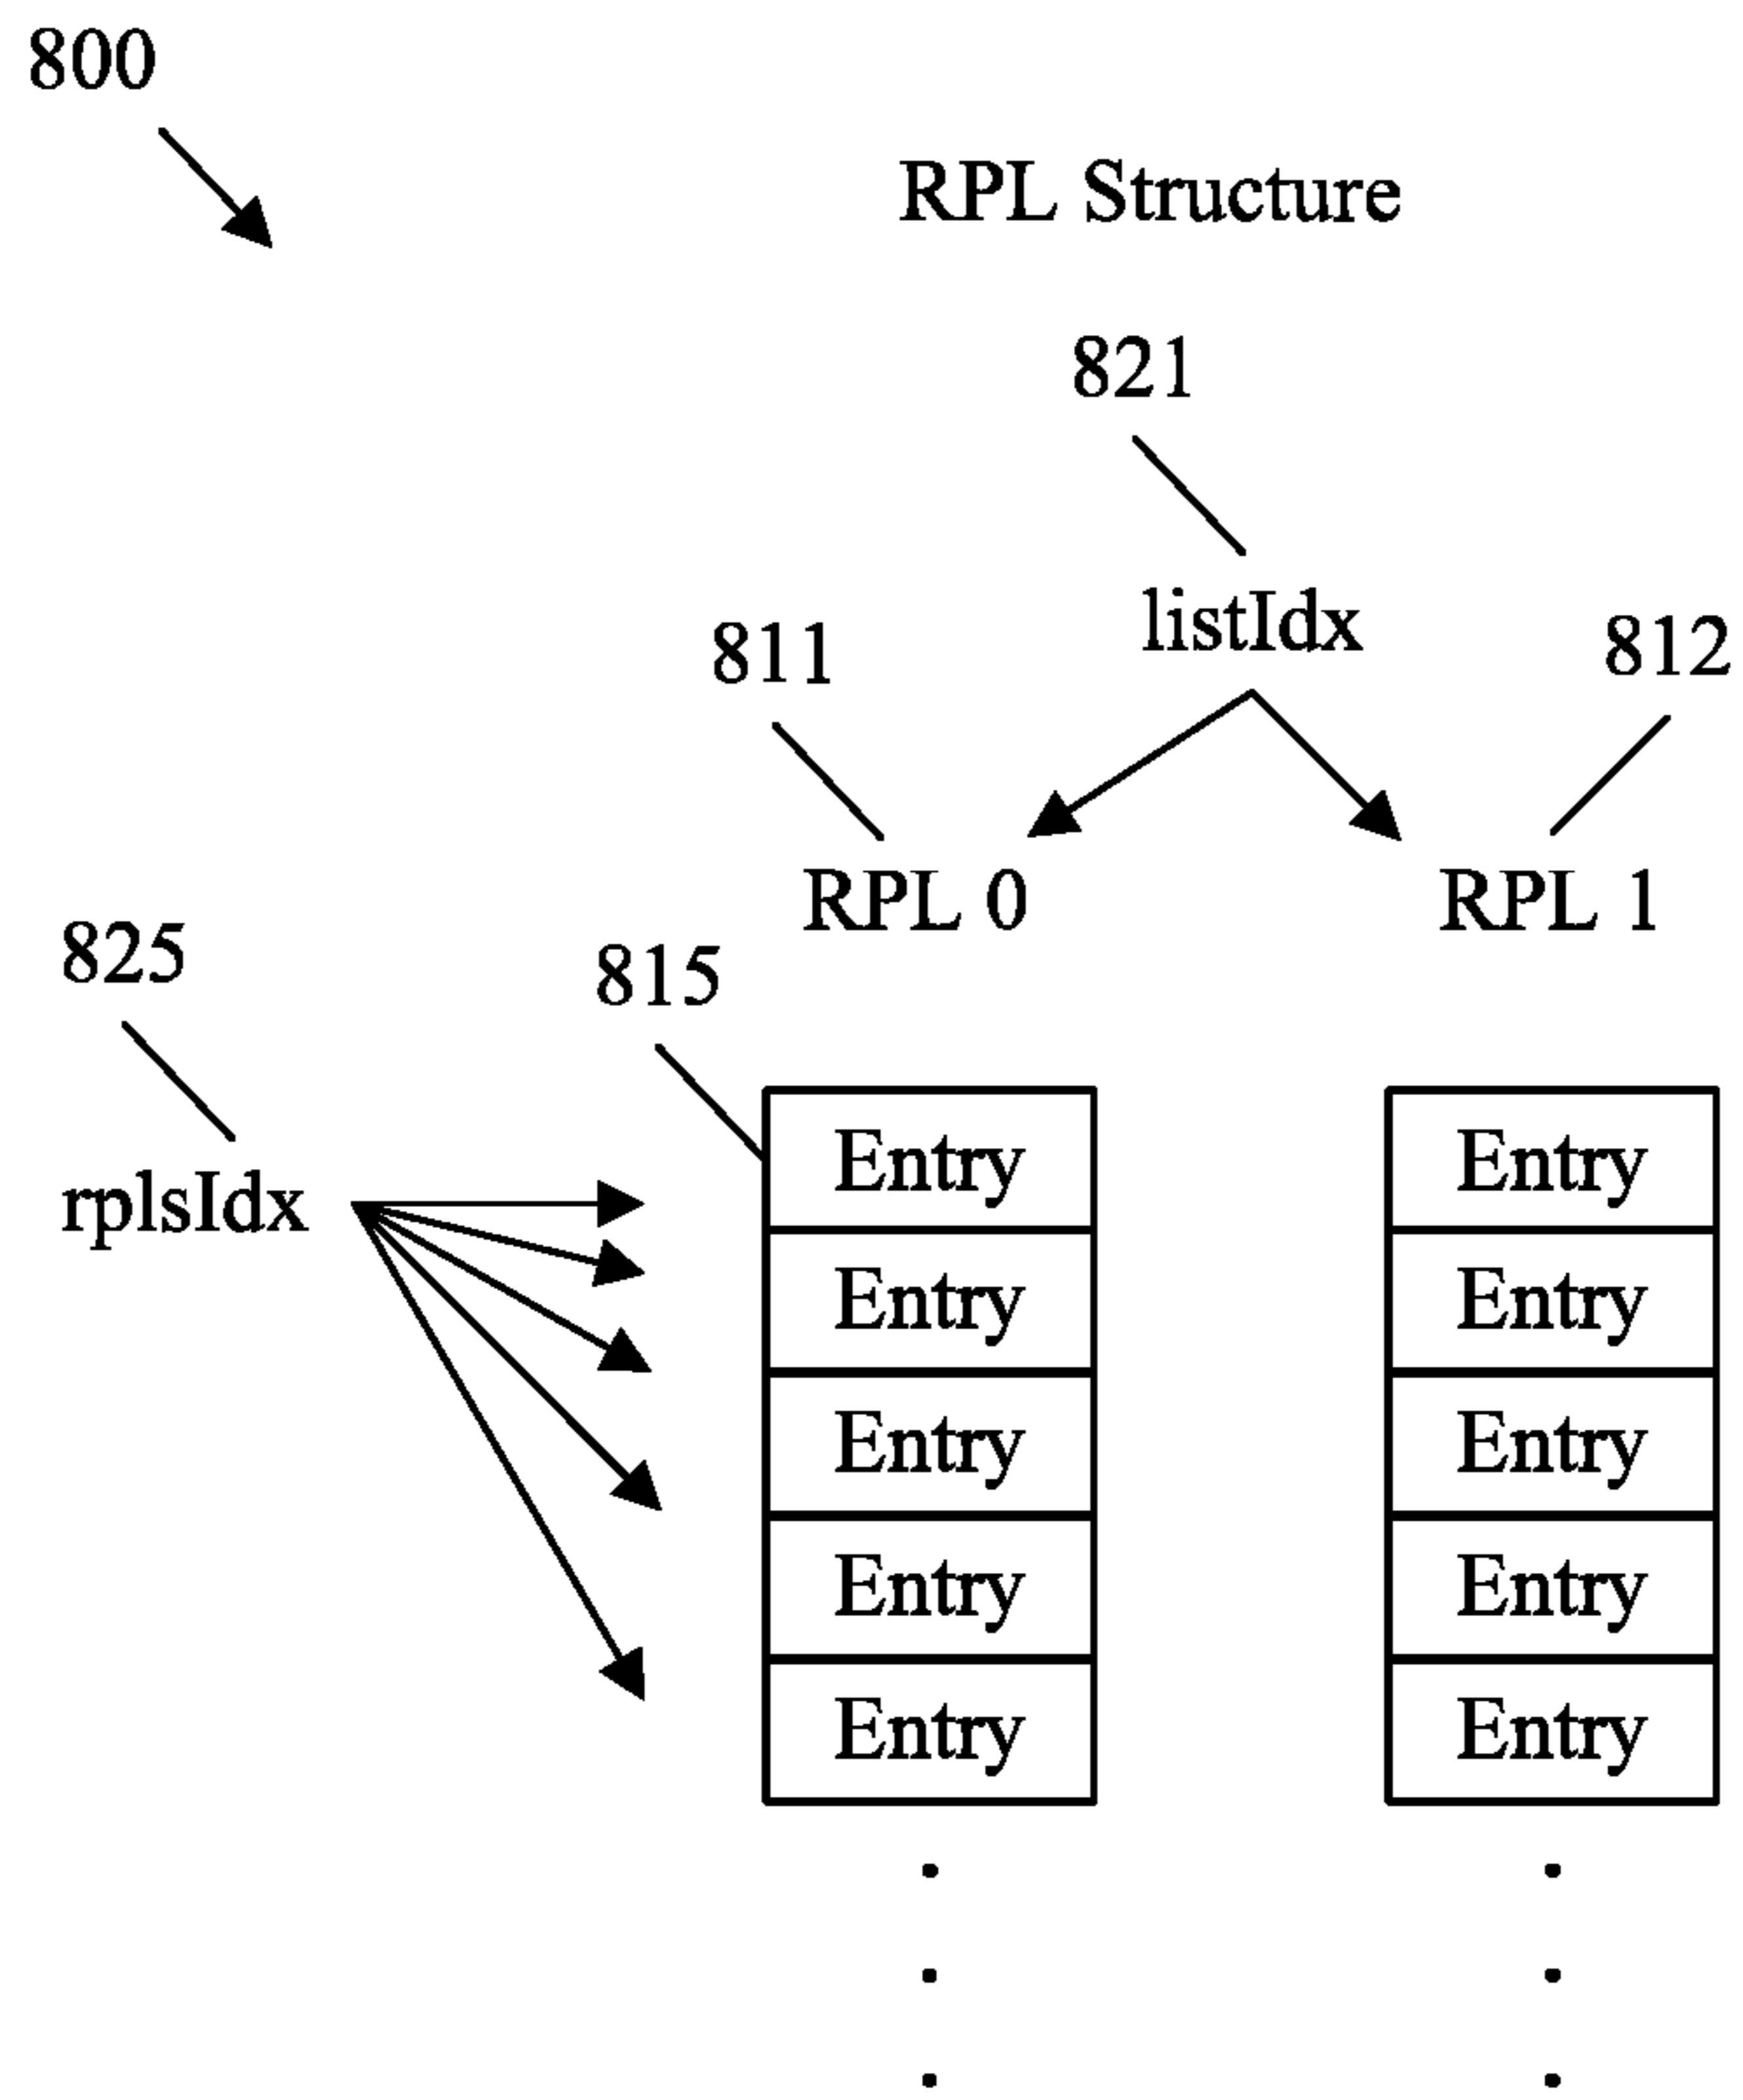 800
RPL Structure
821
listIdx
811
812
RPL 0
RPL 1
825
815
rplsIdx
Entry
Entry
Entry
Entry
Entry
Entry
Entry
Entry
Entry
Entry